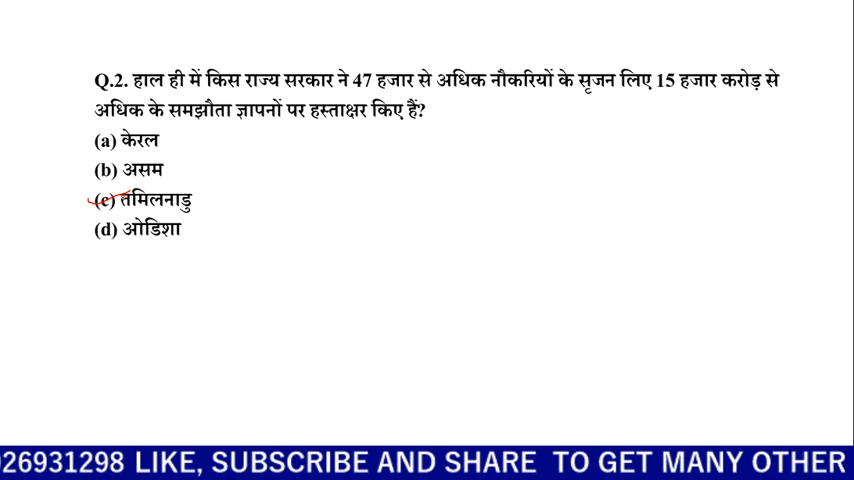 Q.2. हाल ही में किस राज्य सरकार ने 47 हजार से अधिक नौकरियों के सृजन लिए 15 हजार करोड़ से
अधिक के समझौता ज्ञापनों पर हस्ताक्षर किए हैं?
(a) केरल
(b) असम
(c) तमिलनाडु
(d) ओडिशा
026931298 LIKE, SUBSCRIBE AND SHARE TO GET MANY OTHER